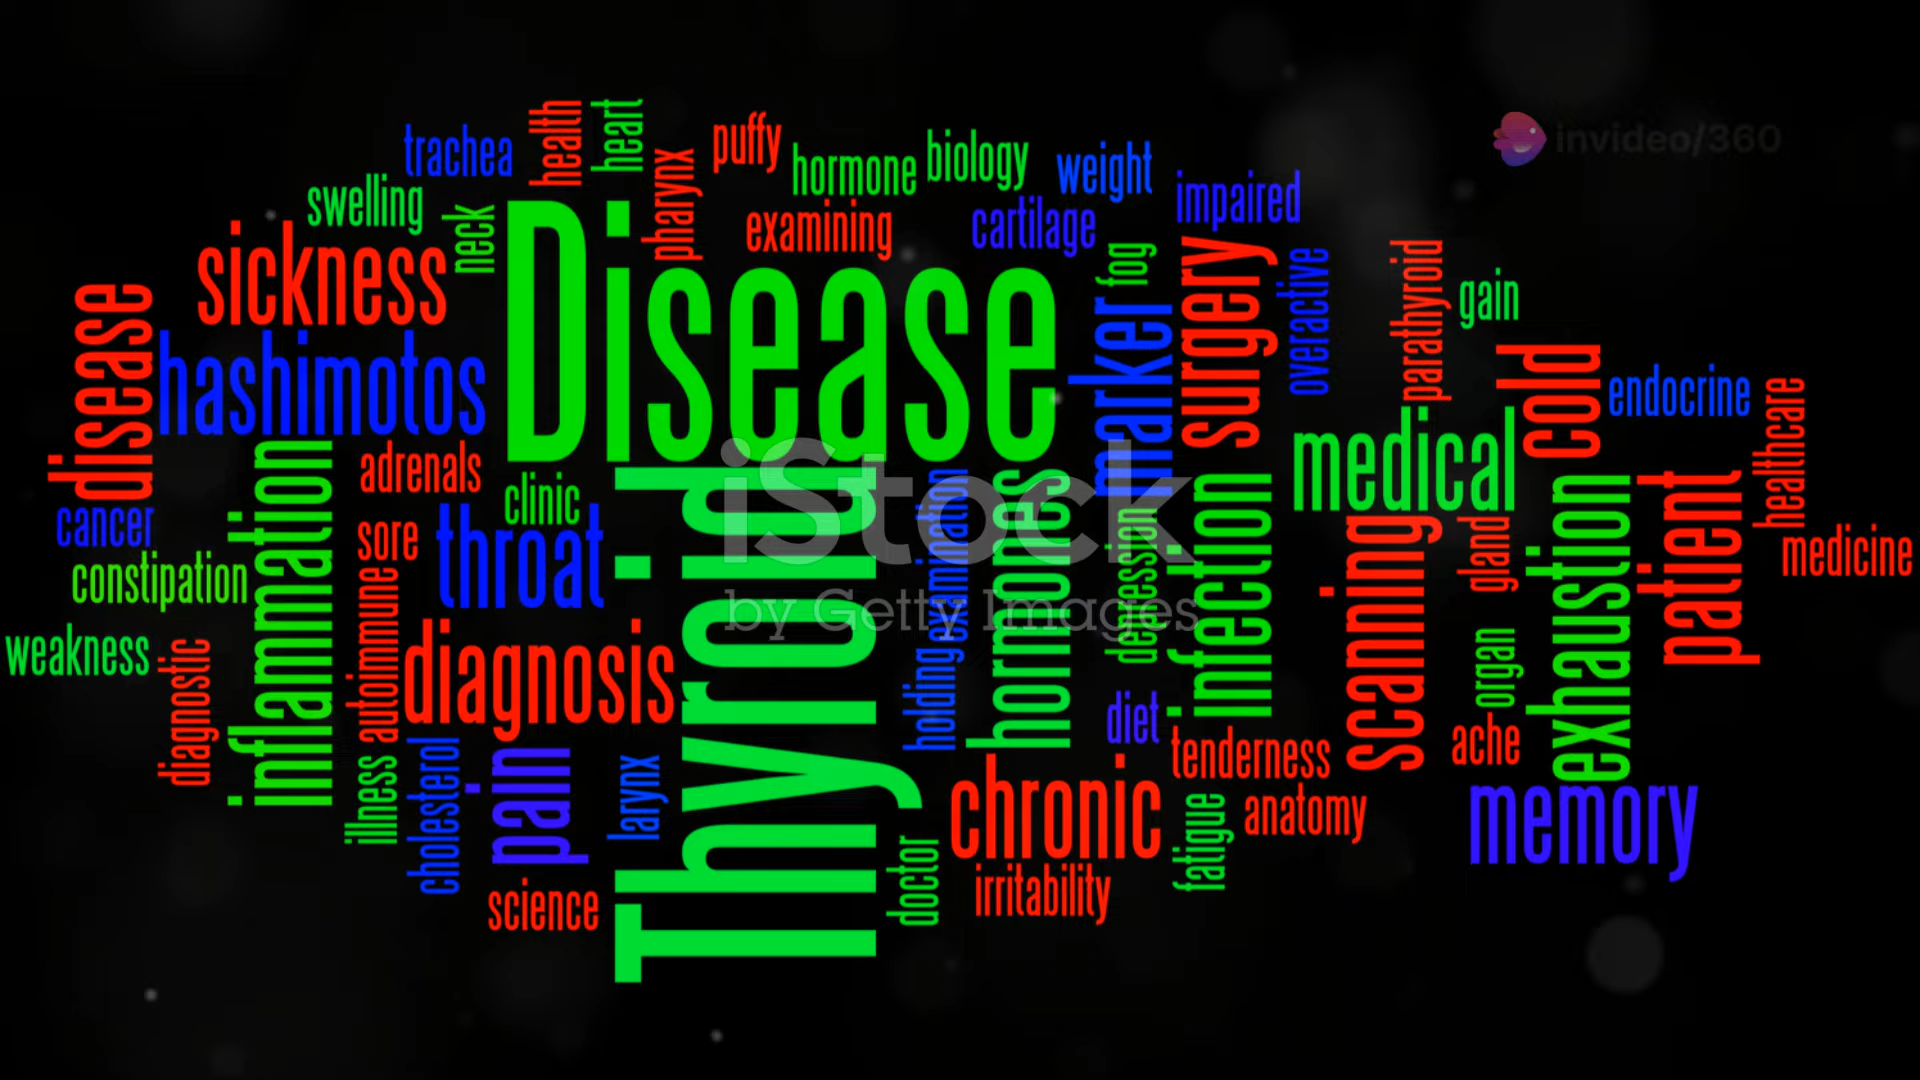 trachea
health
heart
puffy
hormone
biology
weight
invideo/360
swelling
neck
pharynx
examining
cartilage
impaired
sickness
Disease
fog
surgery
overactive
parathyroid
gain
disease
hashimotos
marker
cold
endocrine
healthcare
adrenals
clinic
medical
patient
cancer
inflammation
sore
throat
iStock
by Getty Images
Thyroid
examination
hormones
depression
infection
scanning
gland
exhaustion
medicine
constipation
autoimmune
weakness
diagnostic
diagnosis
holding
diet
organ
ache
illness
cholesterol
pain
larynx
chronic
tenderness
anatomy
fatigue
memory
science
doctor
irritability